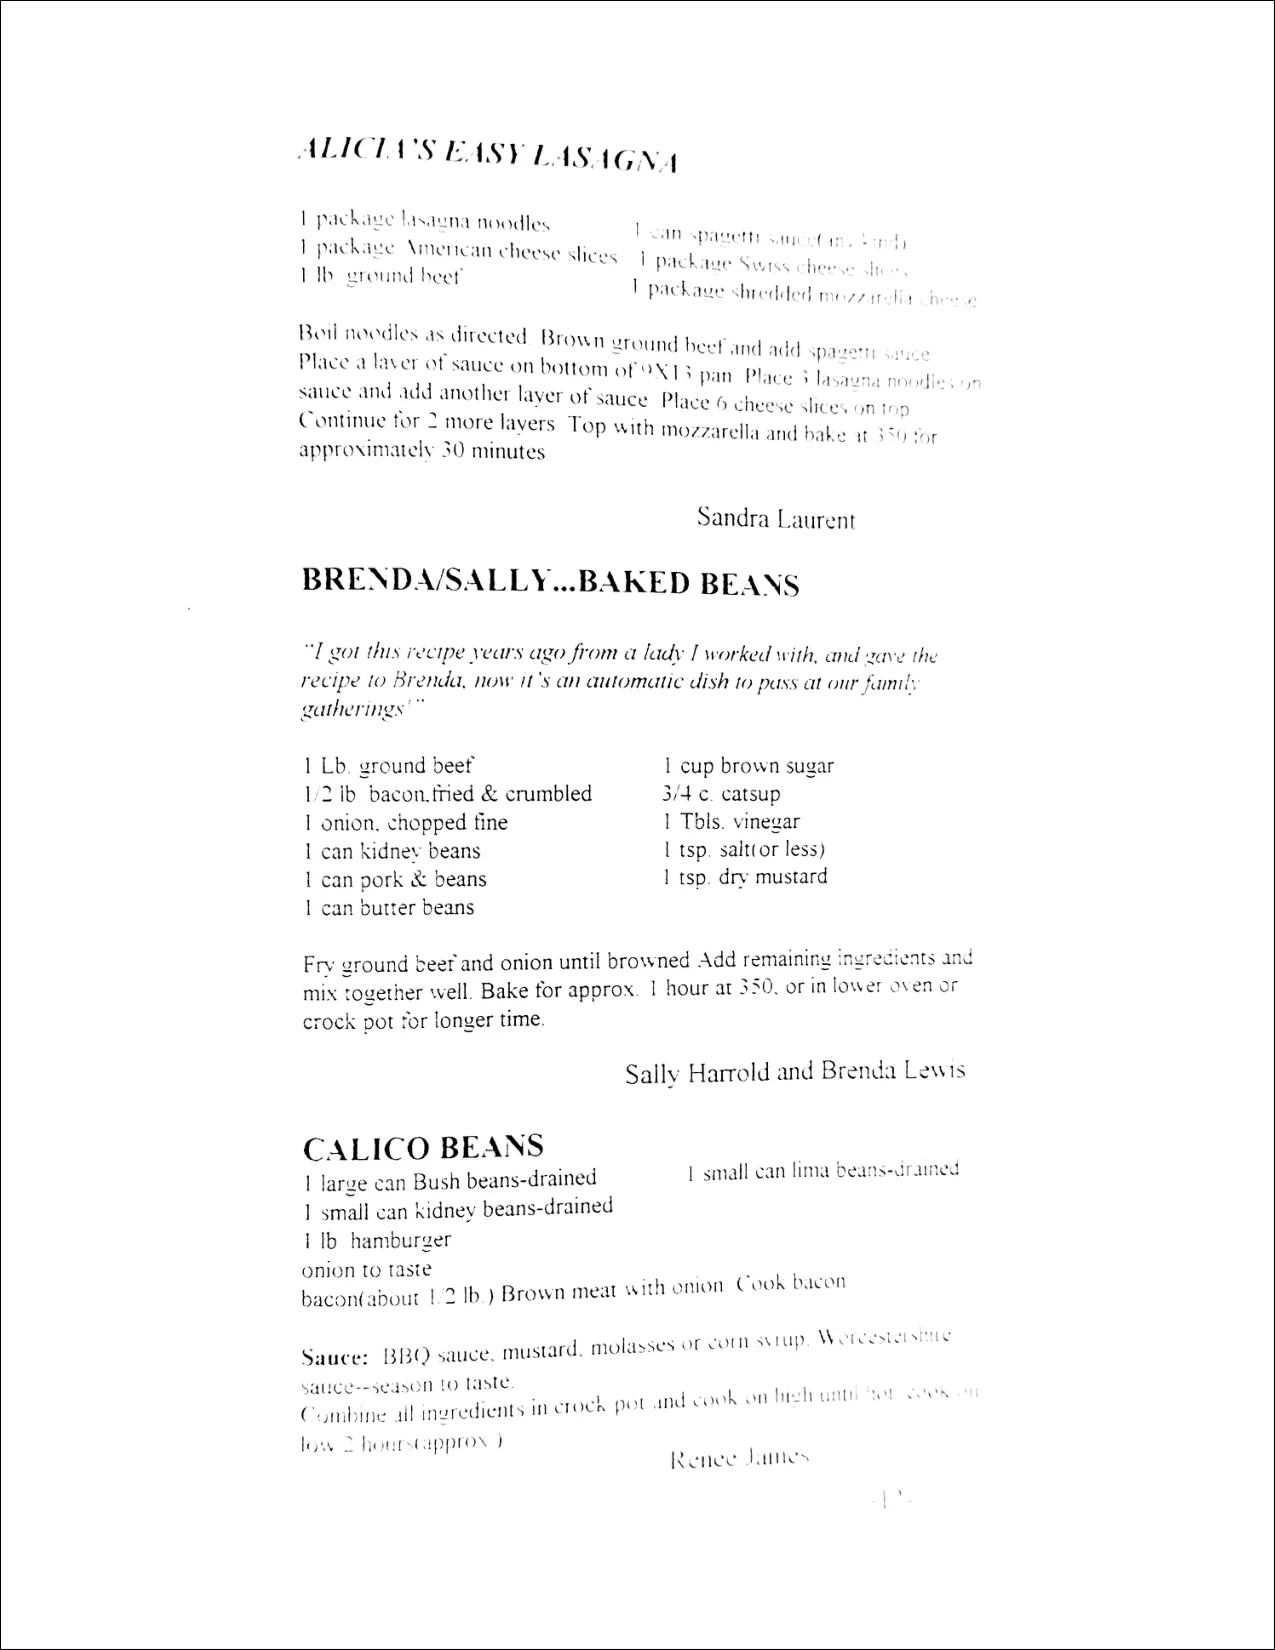 ALICIA'S EASY LASAGNA
1 package lasagna noodles 1 can spagetti sauce(any kind)
1 package American cheese slices 1 package Swiss cheese slices
1 lb ground beef 1 package shredded mozzarella cheese
Boil noodles as directed Brown ground beef and add spagetti sauce
Place a layer of sauce on bottom of 9X13 pan Place 3 lasagna noodles on
sauce and add another layer of sauce Place 6 cheese slices on top
Continue for 2 more layers Top with mozzarella and bake at 350 for
approximately 30 minutes
Sandra Laurent
BRENDA/SALLY...BAKED BEANS
"I got this recipe years ago from a lady I worked with, and gave the
recipe to Brenda, now it's an automatic dish to pass at our family
gatherings!"
1 Lb. ground beef 1 cup brown sugar
1/2 lb bacon,fried & crumbled 3/4 c. catsup
1 onion, chopped fine 1 Tbls. vinegar
1 can kidney beans 1 tsp. salt(or less)
1 can pork & beans 1 tsp. dry mustard
1 can butter beans
Fry ground beef and onion until browned Add remaining ingredients and
mix together well. Bake for approx. 1 hour at 350, or in lower oven or
crock pot for longer time.
Sally Harrold and Brenda Lewis
CALICO BEANS
1 large can Bush beans-drained 1 small can lima beans-drained
1 small can kidney beans-drained
1 lb hamburger
onion to taste
bacon(about 1/2 lb.) Brown meat with onion Cook bacon
Sauce: BBQ sauce, mustard, molasses or corn syrup, Worcestershire
sauce--season to taste.
Combine all ingredients in crock pot and cook on high until hot cook on
low 2 hours(approx.)
Renee James